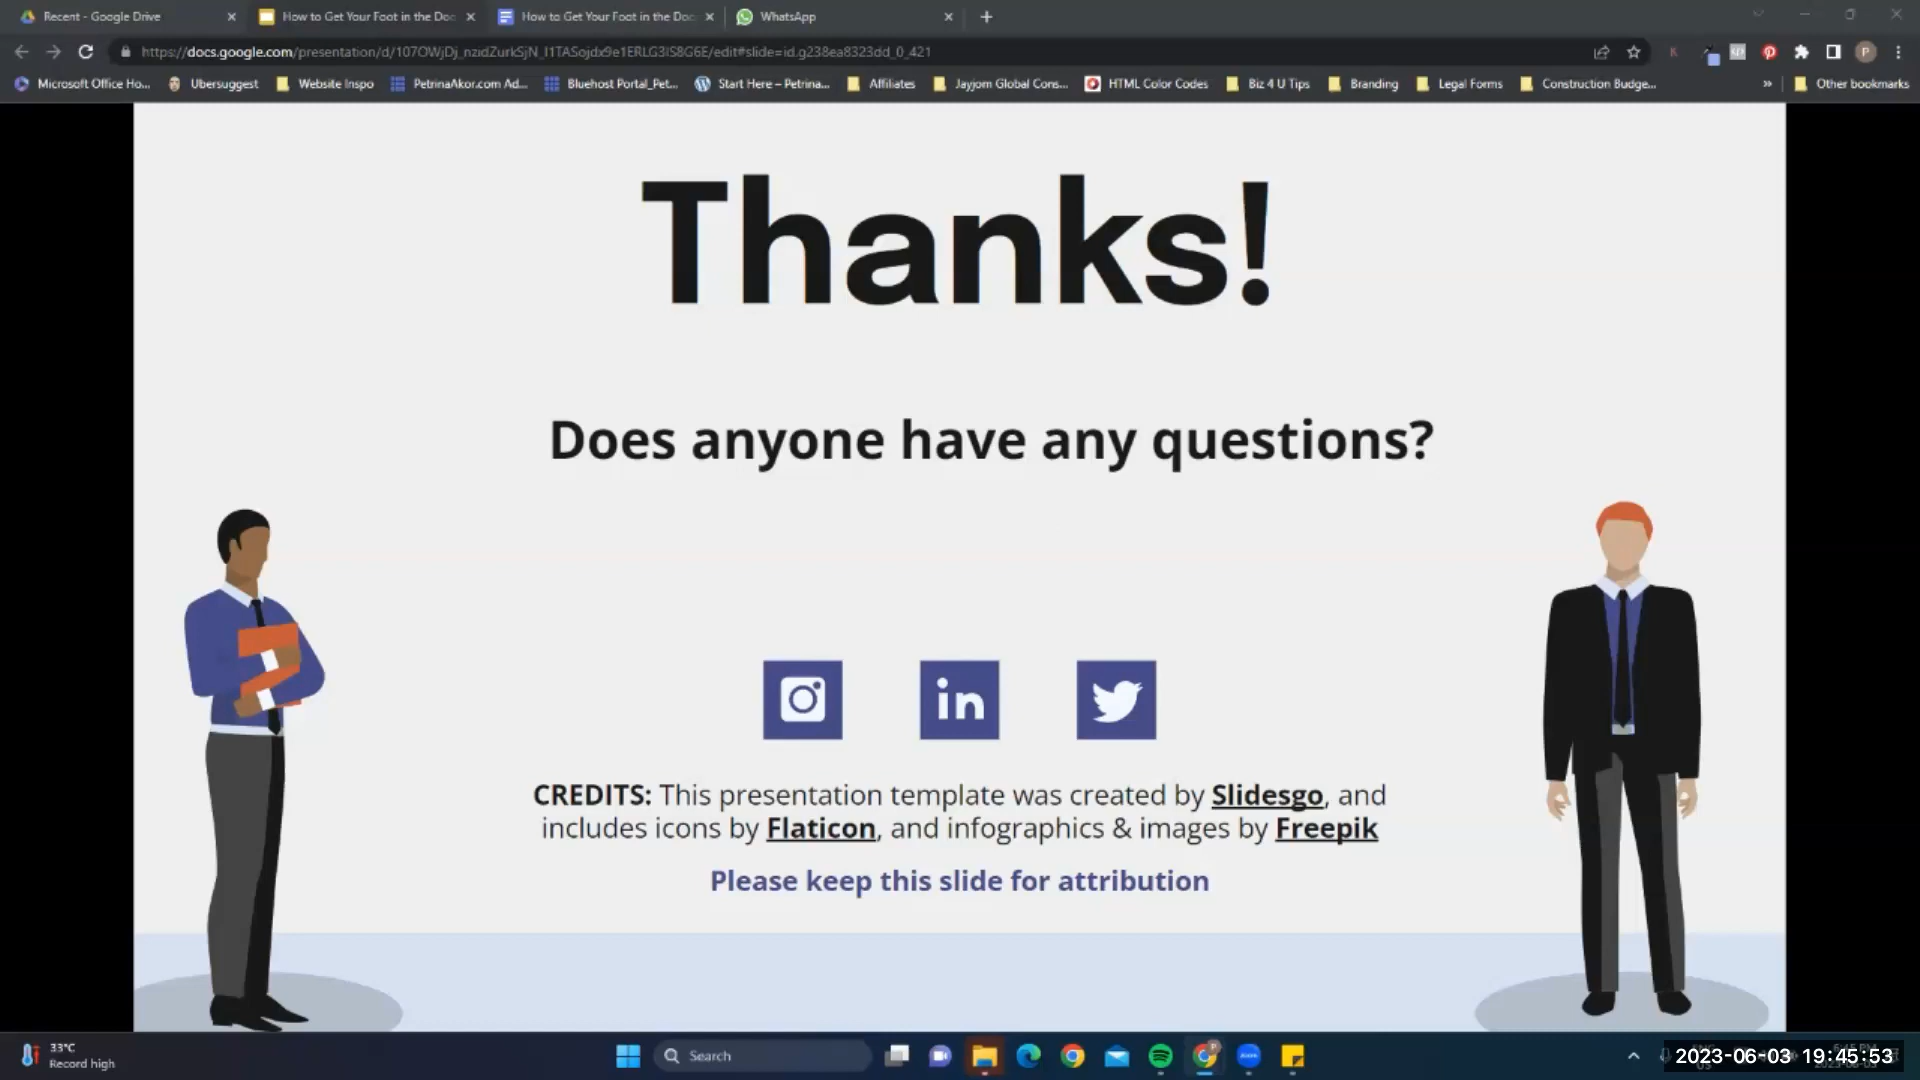 Recent - Google Drive
How to Get Your Foot in the Doc
How to Get Your Foot in the Doc
WhatsApp
Microsoft Office Ho...
Ubersuggest
Website Inspo
PetrinaAkor.com Ad...
Bluehost Portal_Pet...
Start Here – Petrina...
Affiliates
Jayjom Global Cons...
HTML Color Codes
Biz 4 U Tips
Branding
Legal Forms
Construction Budge...
»
Other bookmarks
Thanks!
Does anyone have any questions?
in
CREDITS: This presentation template was created by Slidesgo, and
includes icons by Flaticon, and infographics & images by Freepik
Please keep this slide for attribution
33°C
Record high
Search
2023-06-03 19:45:53